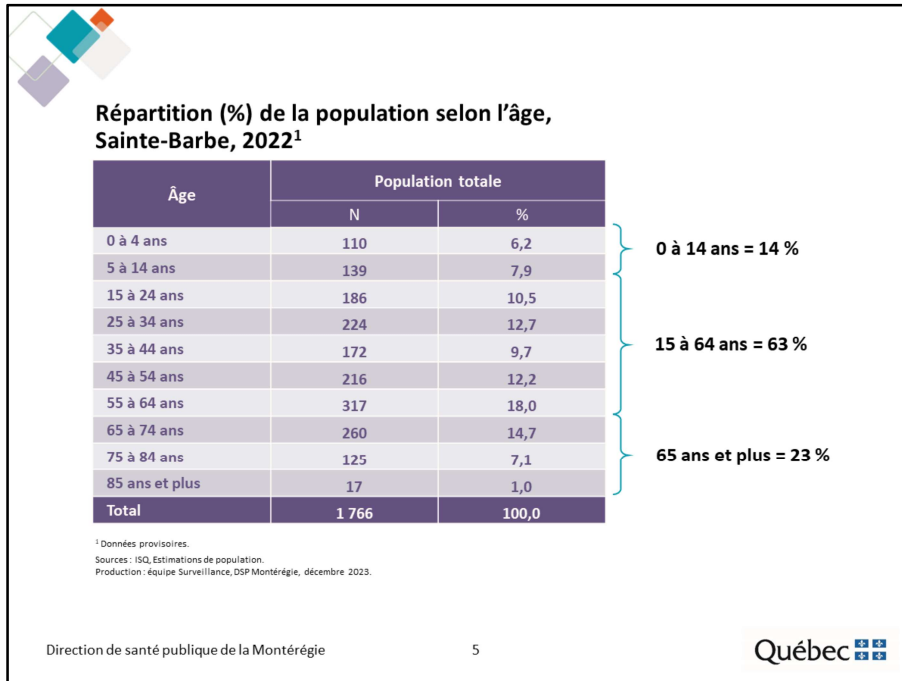 Répartition (%) de la population selon l’âge,
Sainte-Barbe, 2022¹
Âge Population totale
N %
0 à 4 ans 110 6,2
5 à 14 ans 139 7,9
15 à 24 ans 186 10,5
25 à 34 ans 224 12,7
35 à 44 ans 172 9,7
45 à 54 ans 216 12,2
55 à 64 ans 317 18,0
65 à 74 ans 260 14,7
75 à 84 ans 125 7,1
85 ans et plus 17 1,0
Total 1 766 100,0
0 à 14 ans = 14 %
15 à 64 ans = 63 %
65 ans et plus = 23 %
¹ Données provisoires.
Sources : ISQ, Estimations de population.
Production : équipe Surveillance, DSP Montérégie, décembre 2023.
Direction de santé publique de la Montérégie 5 Québec